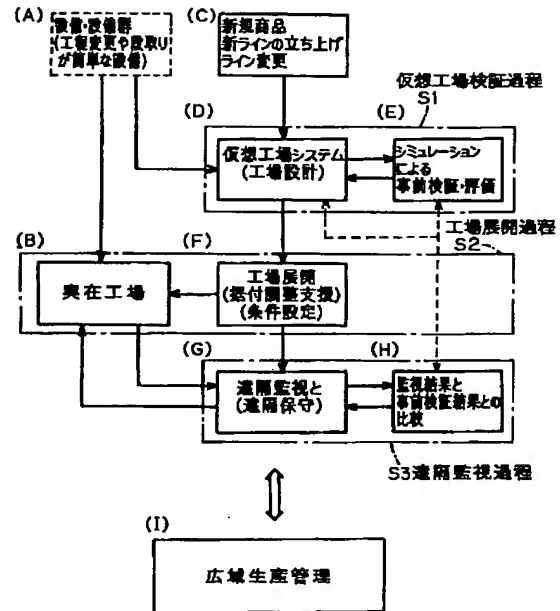 (A)
設備・設備群
(工程変更や段取り
が簡単な設備)
(C)
新規商品
新ラインの立ち上げ
ライン変更
仮想工場検証過程
S1
(D)
仮想工場システム
(工場設計)
(E)
シミュレーション
による
事前検証・評価
工場展開過程
S2
(B)
実在工場
(F)
工場展開
(据付調整支援)
(条件設定)
(G)
遠隔監視と
(遠隔保守)
(H)
監視結果と
事前検証結果との
比較
S3遠隔監視過程
(I)
広域生産管理